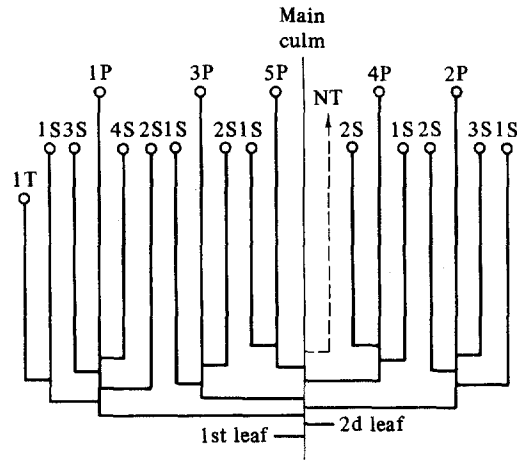 Main
culm
1P 3P 5P 4P 2P
NT
1S 3S 4S 2S 1S 2S 1S 2S 1S 2S 3S 1S
1T
2d leaf
1st leaf